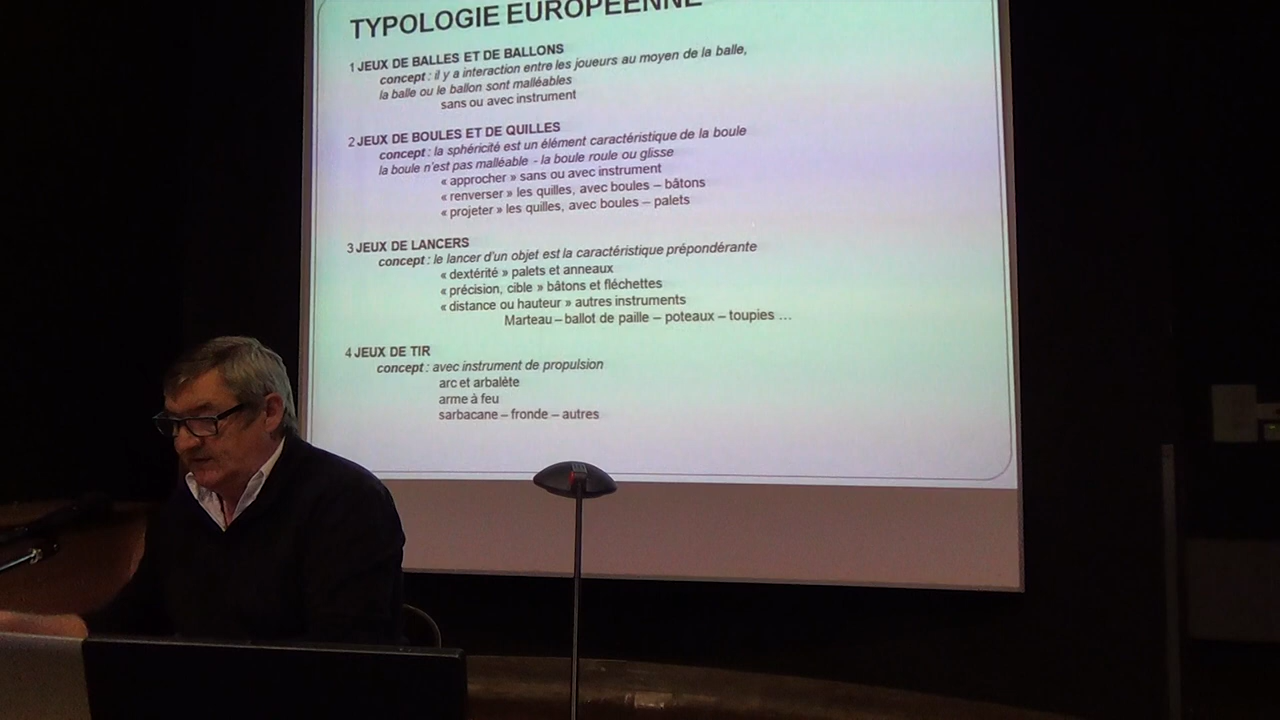 TYPOLOGIE EUROPÉENNE
1 JEUX DE BALLES ET DE BALLONS
concept : il y a interaction entre les joueurs au moyen de la balle,
la balle ou le ballon sont malléables
sans ou avec instrument
2 JEUX DE BOULES ET DE QUILLES
concept : la sphéricité est un élément caractéristique de la boule
la boule n'est pas malléable - la boule roule ou glisse
« approcher » sans ou avec instrument
« renverser » les quilles, avec boules – bâtons
« projeter » les quilles, avec boules – palets
3 JEUX DE LANCERS
concept : le lancer d'un objet est la caractéristique prépondérante
« dextérité » palets et anneaux
« précision, cible » bâtons et fléchettes
« distance ou hauteur » autres instruments
Marteau – ballot de paille – poteaux – toupies ...
4 JEUX DE TIR
concept : avec instrument de propulsion
arc et arbalète
arme à feu
sarbacane – fronde – autres